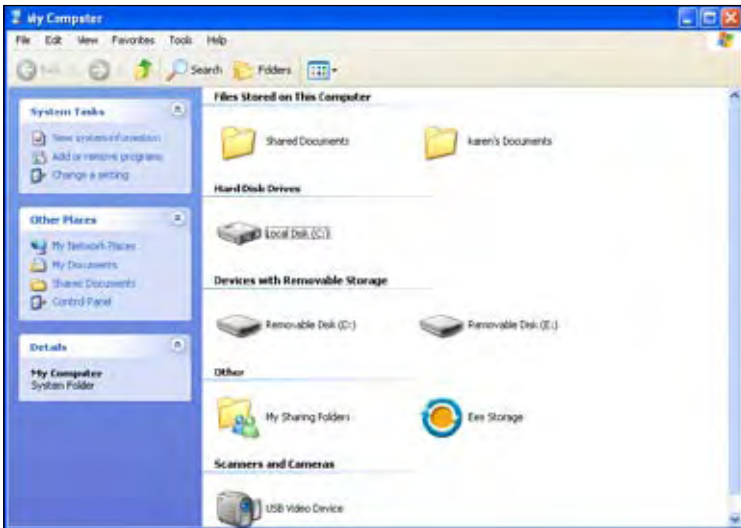 My Computer
File Edit View Favorites Tools Help
Back Search Folders
System Tasks
View system information
Add or remove programs
Change a setting
Other Places
My Network Places
My Documents
Shared Documents
Control Panel
Details
My Computer
System Folder
Files Stored on This Computer
Shared Documents karen's Documents
Hard Disk Drives
Local Disk (C:)
Devices with Removable Storage
Removable Disk (D:) Removable Disk (E:)
Other
My Sharing Folders Eee Storage
Scanners and Cameras
USB Video Device